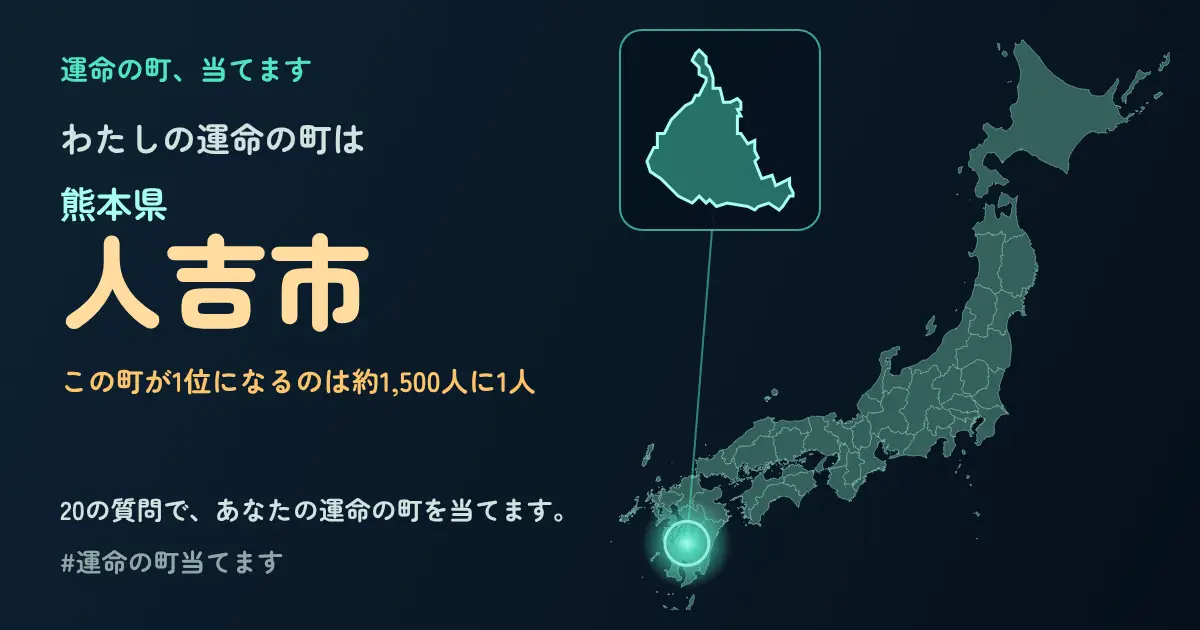 運命の町、当てます
わたしの運命の町は
熊本県
人吉市
この町が1位になるのは約1,500人に1人
20の質問で、あなたの運命の町を当てます。
#運命の町当てます